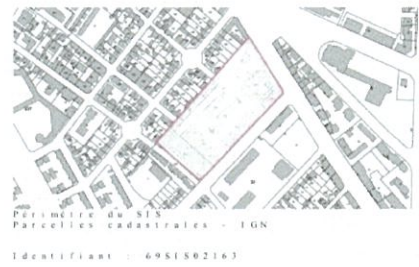 Périmètre du SIS
Parcelles cadastrales - IGN
Identifiant : 69SIS02163